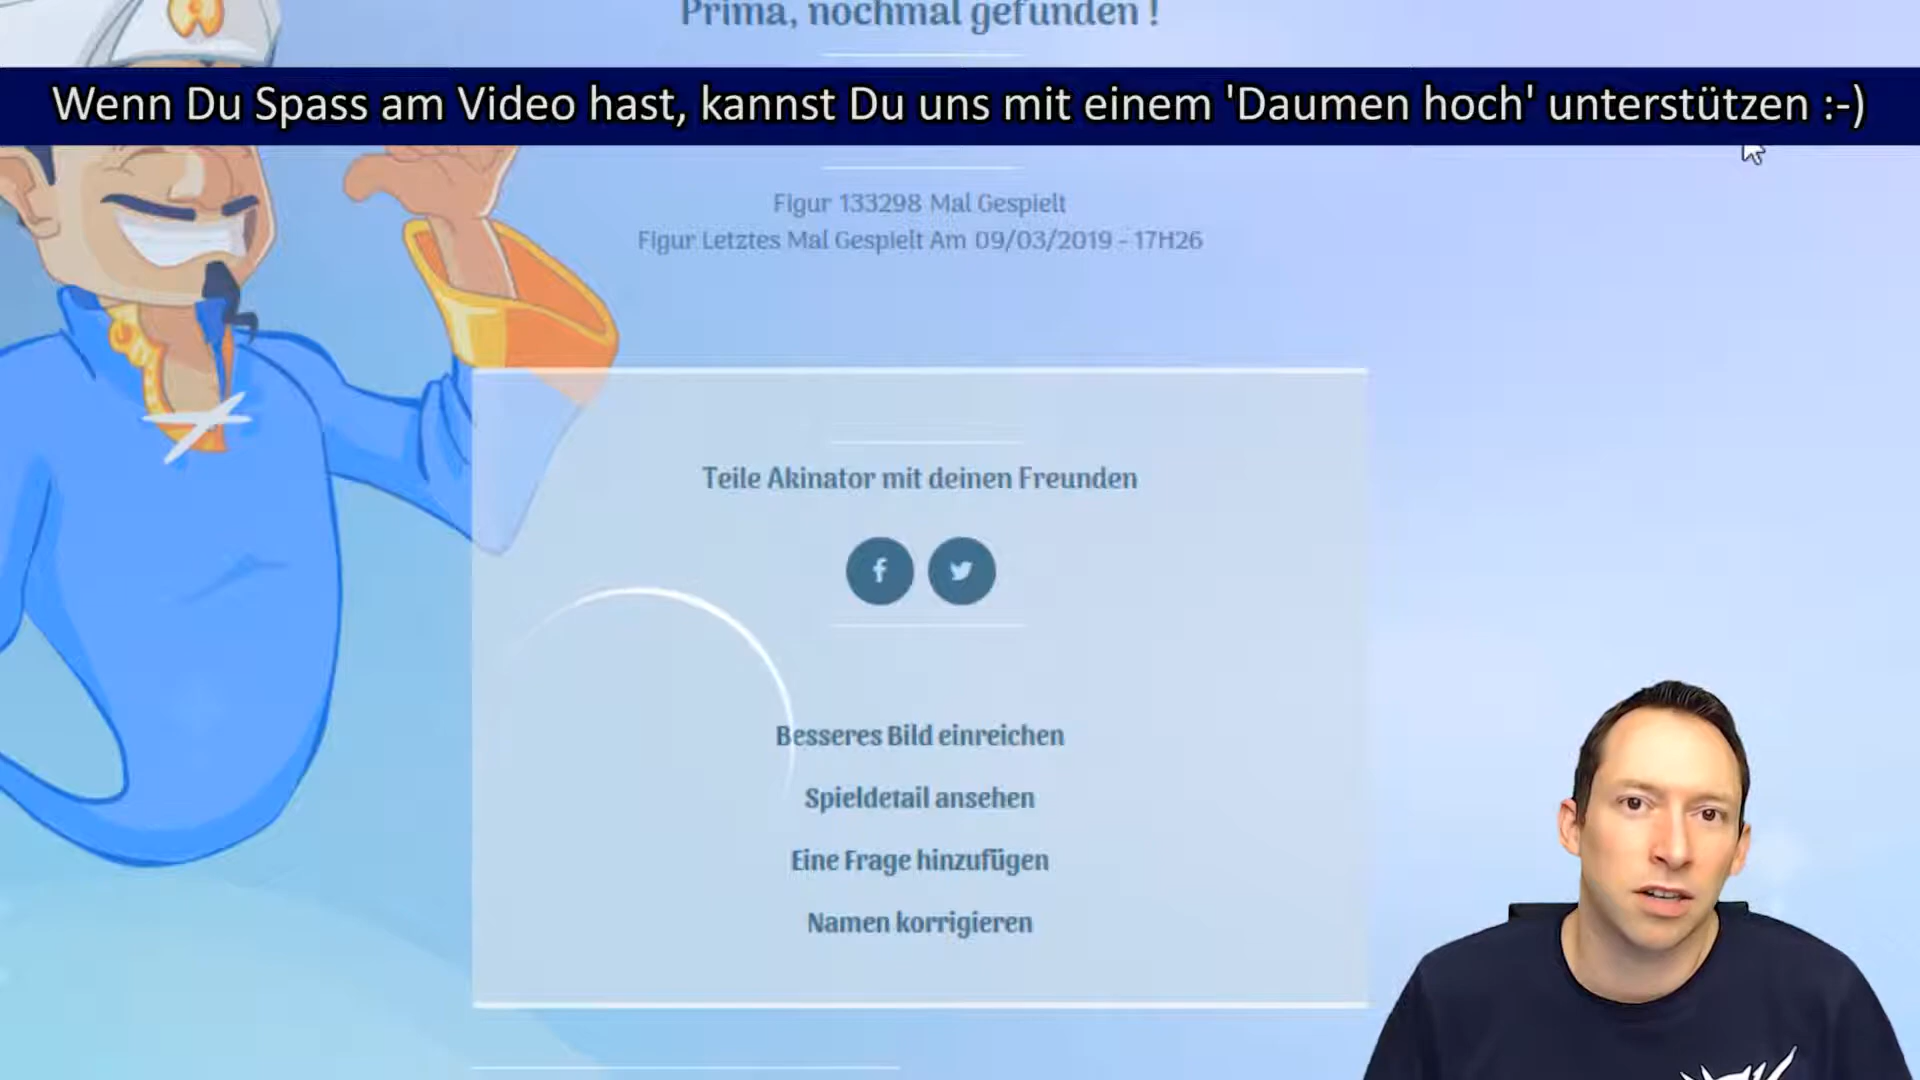 Prima, nochmal gefunden !
Wenn Du Spass am Video hast, kannst Du uns mit einem 'Daumen hoch' unterstützen :-)
Figur 133298 Mal Gespielt
Figur Letztes Mal Gespielt Am 09/03/2019 - 17H26
Teile Akinator mit deinen Freunden
Besseres Bild einreichen
Spieldetail ansehen
Eine Frage hinzufügen
Namen korrigieren